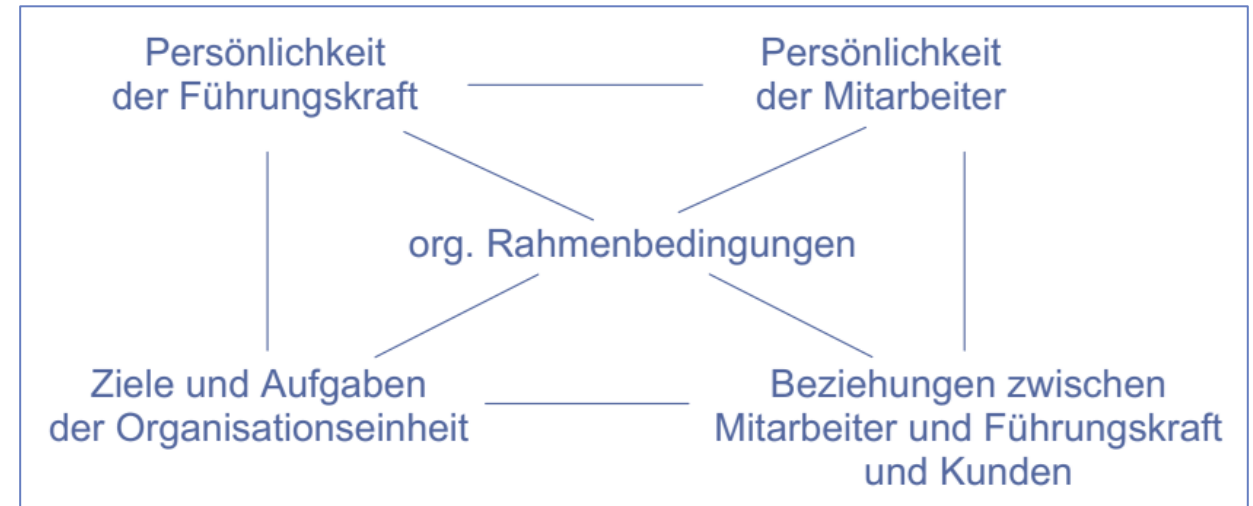 Persönlichkeit
der Führungskraft
Persönlichkeit
der Mitarbeiter
org. Rahmenbedingungen
Ziele und Aufgaben
der Organisationseinheit
Beziehungen zwischen
Mitarbeiter und Führungskraft
und Kunden